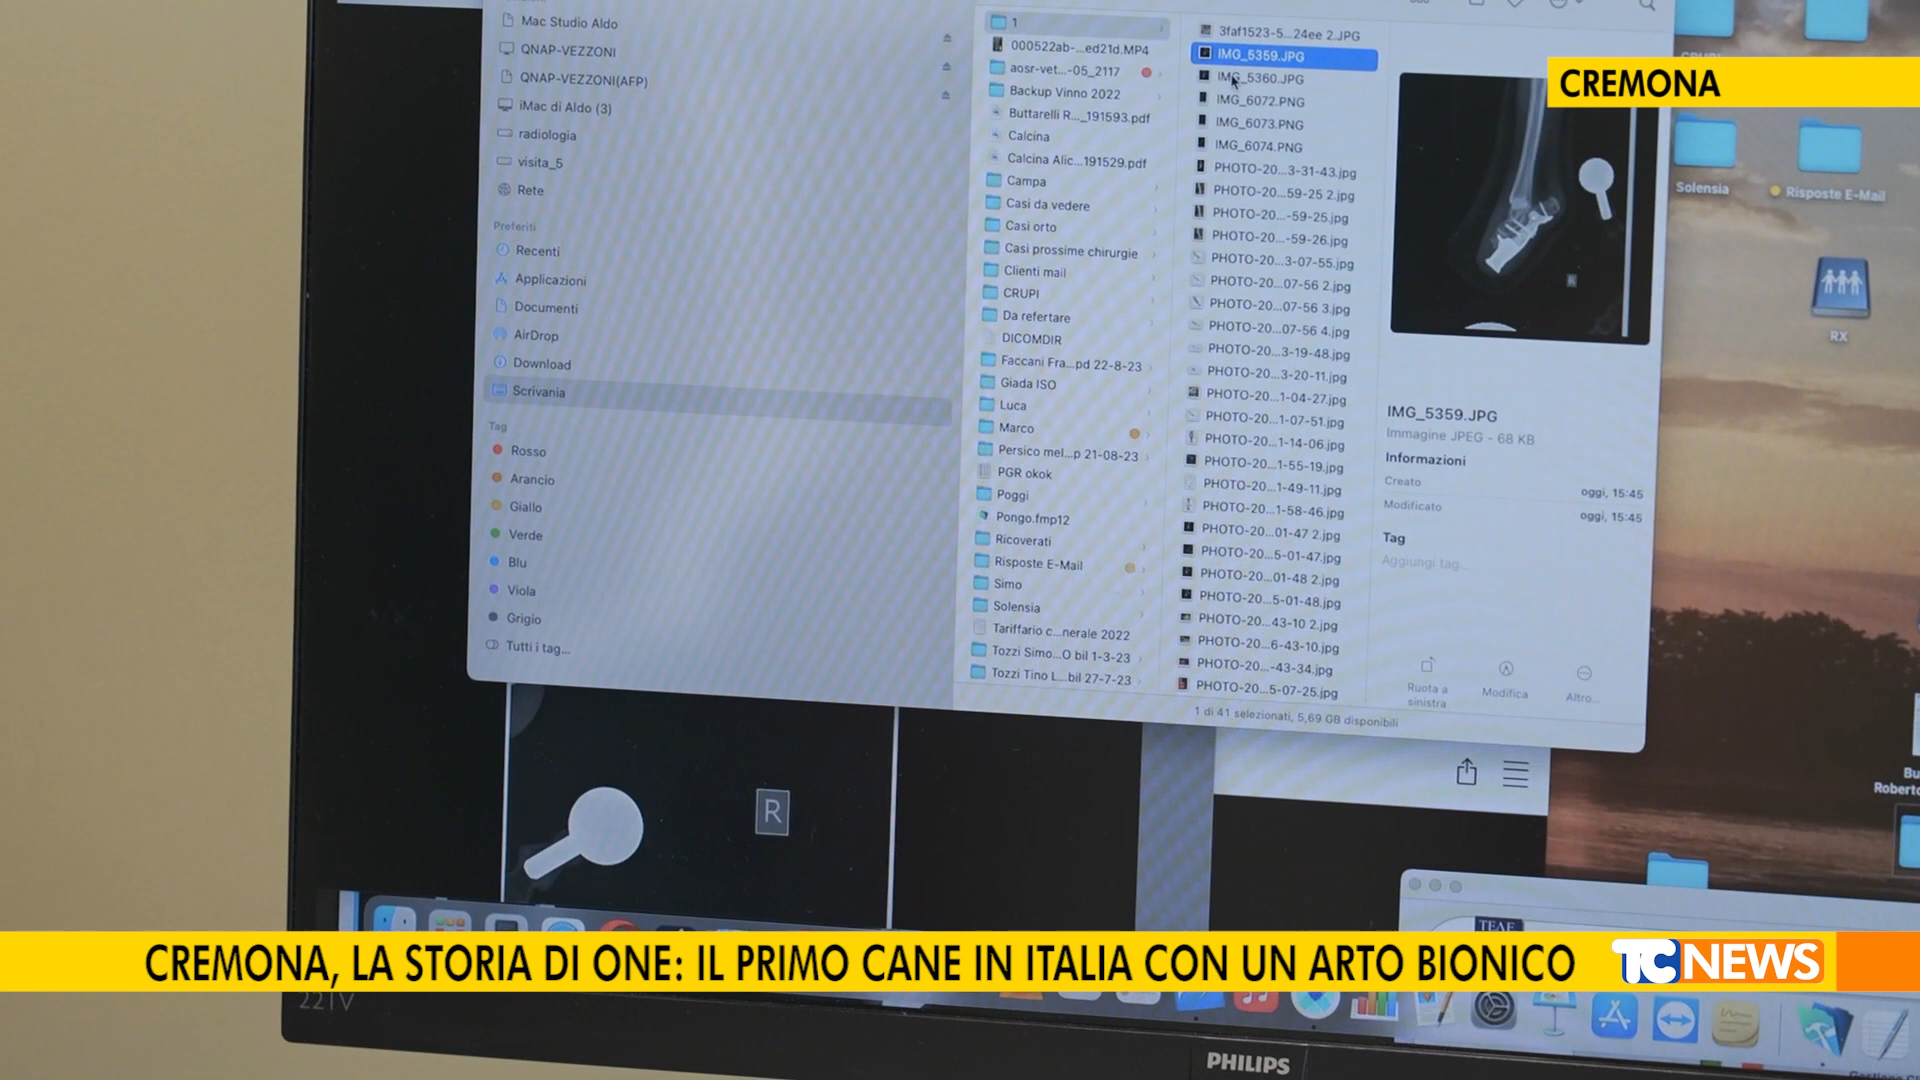 Mac Studio Aldo
QNAP-VEZZONI
QNAP-VEZZONI(AFP)
iMac di Aldo (3)
radiologia
visita_5
Rete
Preferiti
Recenti
Applicazioni
Documenti
AirDrop
Download
Scrivania
Tag
Rosso
Arancio
Giallo
Verde
Blu
Viola
Grigio
Tutti i tag...
1
000522ab-...ed21d.MP4
aosr-vet...-05_2117
Backup Vinno 2022
Buttarelli R..._191593.pdf
Calcina
Calcina Alic...191529.pdf
Campa
Casi da vedere
Casi orto
Casi prossime chirurgie
Clienti mail
CRUPI
Da refertare
DICOMDIR
Faccani Fra...pd 22-8-23
Giada ISO
Luca
Marco
Persico mel...p 21-08-23
PGR okok
Poggi
Pongo.fmp12
Ricoverati
Risposte E-Mail
Simo
Solensia
Tariffario c...nerale 2022
Tozzi Simo...O bil 1-3-23
Tozzi Tino L...bil 27-7-23
3faf1523-5...24ee 2.JPG
IMG_5359.JPG
IMG_5360.JPG
IMG_6072.PNG
IMG_6073.PNG
IMG_6074.PNG
PHOTO-20...3-31-43.jpg
PHOTO-20...59-25 2.jpg
PHOTO-20...-59-25.jpg
PHOTO-20...-59-26.jpg
PHOTO-20...3-07-55.jpg
PHOTO-20...07-56 2.jpg
PHOTO-20...07-56 3.jpg
PHOTO-20...07-56 4.jpg
PHOTO-20...3-19-48.jpg
PHOTO-20...3-20-11.jpg
PHOTO-20...1-04-27.jpg
PHOTO-20...1-07-51.jpg
PHOTO-20...1-14-06.jpg
PHOTO-20...1-55-19.jpg
PHOTO-20...1-49-11.jpg
PHOTO-20...1-58-46.jpg
PHOTO-20...01-47 2.jpg
PHOTO-20...5-01-47.jpg
PHOTO-20...01-48 2.jpg
PHOTO-20...5-01-48.jpg
PHOTO-20...43-10 2.jpg
PHOTO-20...6-43-10.jpg
PHOTO-20...-43-34.jpg
PHOTO-20...5-07-25.jpg
1 di 41 selezionati, 5,69 GB disponibili
R
IMG_5359.JPG
Immagine JPEG - 68 KB
Informazioni
Creato oggi, 15:45
Modificato oggi, 15:45
Tag
Aggiungi tag...
Ruota a sinistra
Modifica
Altro...
CREMONA
Solensia
Risposte E-Mail
RX
Bu
Roberto
R
CREMONA, LA STORIA DI ONE: IL PRIMO CANE IN ITALIA CON UN ARTO BIONICO
TC NEWS
PHILIPS